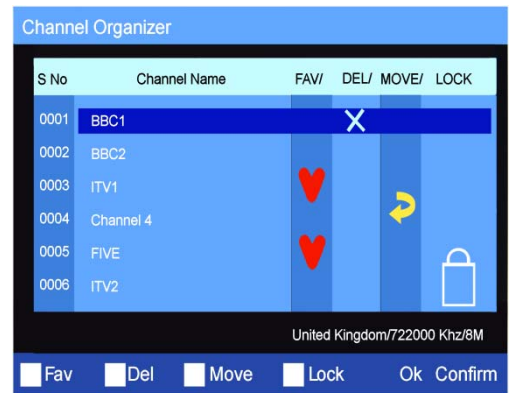 Channel Organizer
S No Channel Name FAV/ DEL/ MOVE/ LOCK
0001 BBC1
0002 BBC2
0003 ITV1
0004 Channel 4
0005 FIVE
0006 ITV2
United Kingdom/722000 Khz/8M
Fav Del Move Lock Ok Confirm